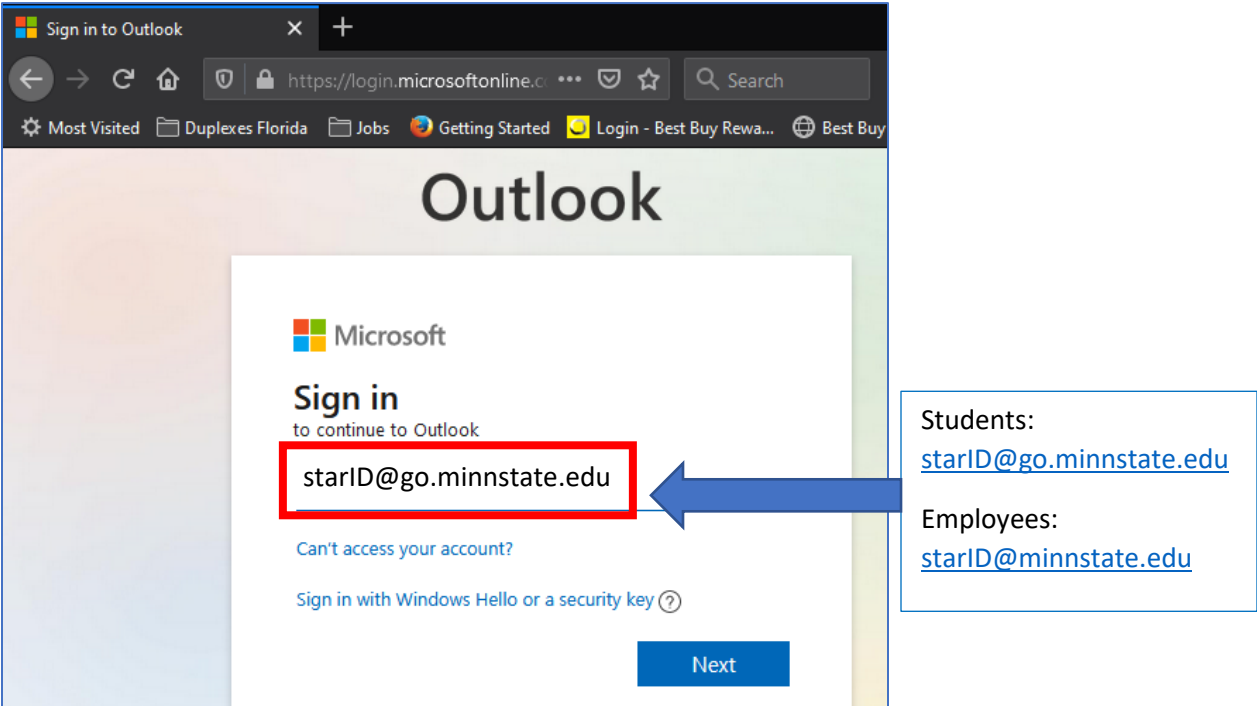 Sign in to Outlook
https://login.microsoftonline.c
Search
Most Visited Duplexes Florida Jobs Getting Started Login - Best Buy Rewa... Best Buy
Outlook
Microsoft
Sign in
to continue to Outlook
starID@go.minnstate.edu
Can't access your account?
Sign in with Windows Hello or a security key
Next
Students:
starID@go.minnstate.edu
Employees:
starID@minnstate.edu